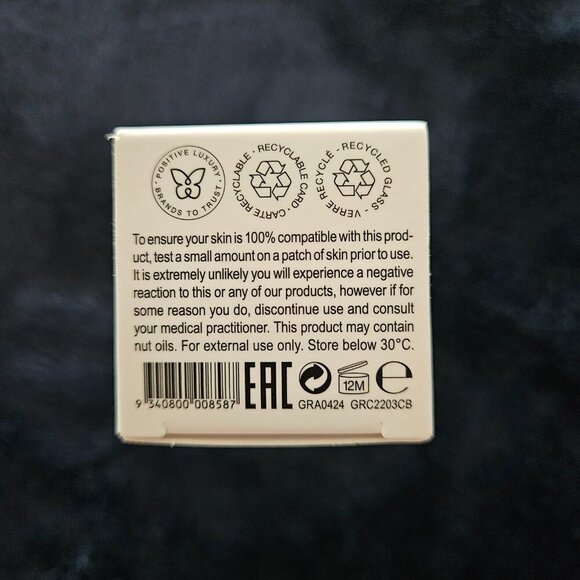 POSITIVE LUXURY · BRANDS TO TRUST ·
RECYCLABLE CARD · CARTE RECYCLABLE ·
RECYCLED GLASS - VERRE RECYCLÉ -
To ensure your skin is 100% compatible with this prod-
uct, test a small amount on a patch of skin prior to use.
It is extremely unlikely you will experience a negative
reaction to this or any of our products, however if for
some reason you do, discontinue use and consult
your medical practitioner. This product may contain
nut oils. For external use only. Store below 30°C.
EAC 12M e
9 340800 008587 GRA0424 GRC2203CB